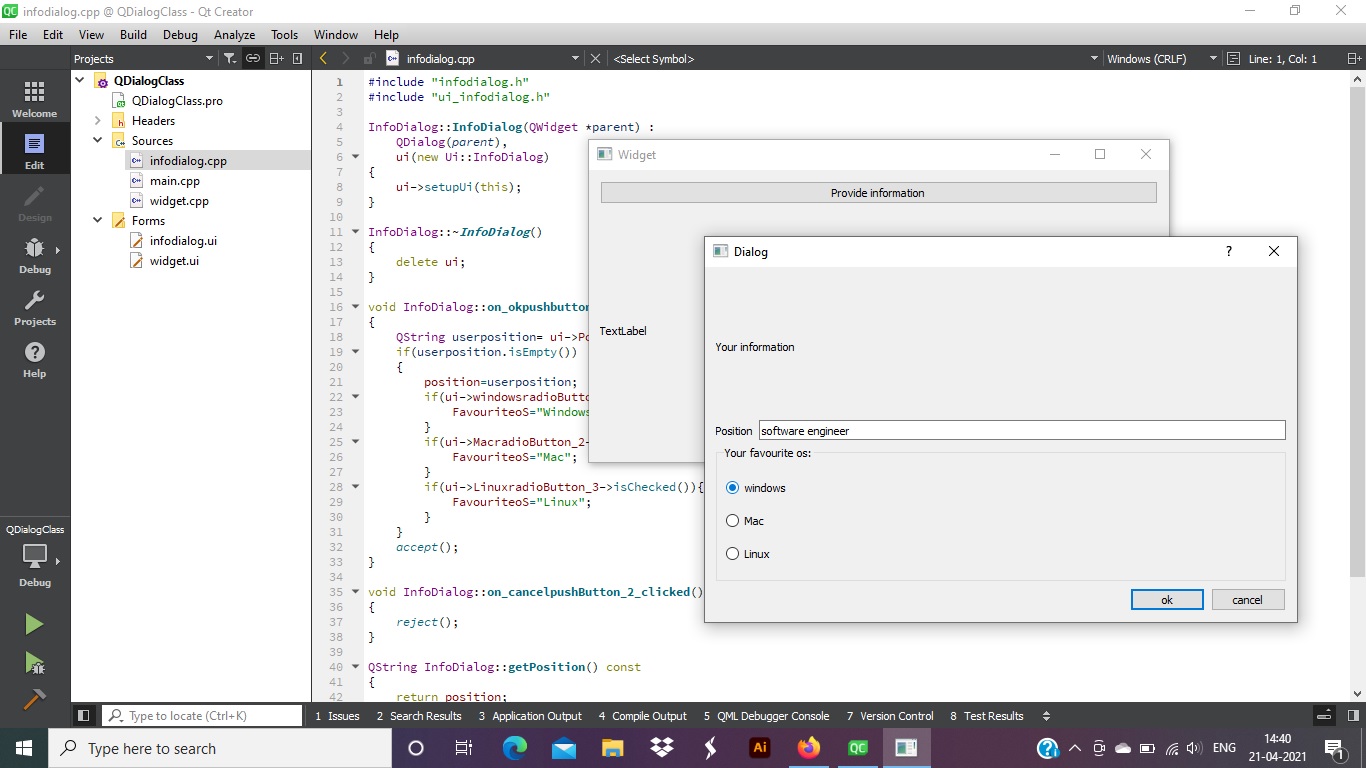 infodialog.cpp @ QDialogClass - Qt Creator
File Edit View Build Debug Analyze Tools Window Help
Projects
infodialog.cpp
<Select Symbol>
Windows (CRLF)
Line: 1, Col: 1
Welcome
Edit
Design
Debug
Projects
Help
QDialogClass
Debug
QDialogClass
QDialogClass.pro
Headers
Sources
infodialog.cpp
main.cpp
widget.cpp
Forms
infodialog.ui
widget.ui
1 #include "infodialog.h"
2 #include "ui_infodialog.h"
3
4 InfoDialog::InfoDialog(QWidget *parent) :
5 QDialog(parent),
6 ui(new Ui::InfoDialog)
7 {
8 ui->setupUi(this);
9 }
10
11 InfoDialog::~InfoDialog()
12 {
13 delete ui;
14 }
15
16 void InfoDialog::on_okpushbutton
17 {
18 QString userposition= ui->Po
19 if(userposition.isEmpty())
20 {
21 position=userposition;
22 if(ui->windowsradioButto
23 FavouriteoS="Windows
24 }
25 if(ui->MacradioButton_2-
26 FavouriteoS="Mac";
27 }
28 if(ui->LinuxradioButton_3->isChecked()){
29 FavouriteoS="Linux";
30 }
31 }
32 accept();
33 }
34
35 void InfoDialog::on_cancelpushButton_2_clicked()
36 {
37 reject();
38 }
39
40 QString InfoDialog::getPosition() const
41 {
42 return position;
Widget
Provide information
TextLabel
Dialog
?
Your information
Position software engineer
Your favourite os:
windows
Mac
Linux
ok cancel
Type to locate (Ctrl+K)
1 Issues 2 Search Results 3 Application Output 4 Compile Output 5 QML Debugger Console 7 Version Control 8 Test Results
Type here to search
Ai
QC
ENG
14:40
21-04-2021
1